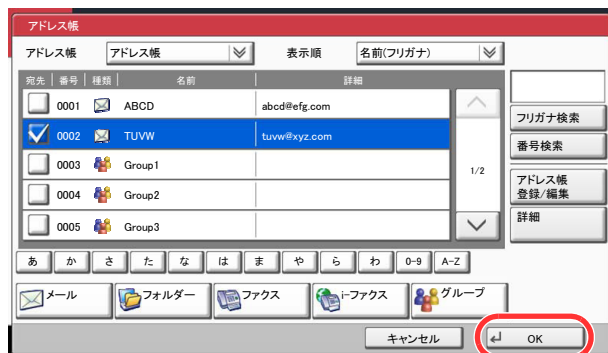 アドレス帳
アドレス帳 アドレス帳 表示順 名前(フリガナ)
宛先 番号 種類 名前 詳細
0001 ABCD abcd@efg.com
0002 TUVW tuvw@xyz.com
0003 Group1
0004 Group2
0005 Group3
1/2
フリガナ検索
番号検索
アドレス帳
登録/編集
詳細
あ か さ た な は ま や ら わ 0-9 A-Z
メール フォルダー ファクス i-ファクス グループ
キャンセル OK